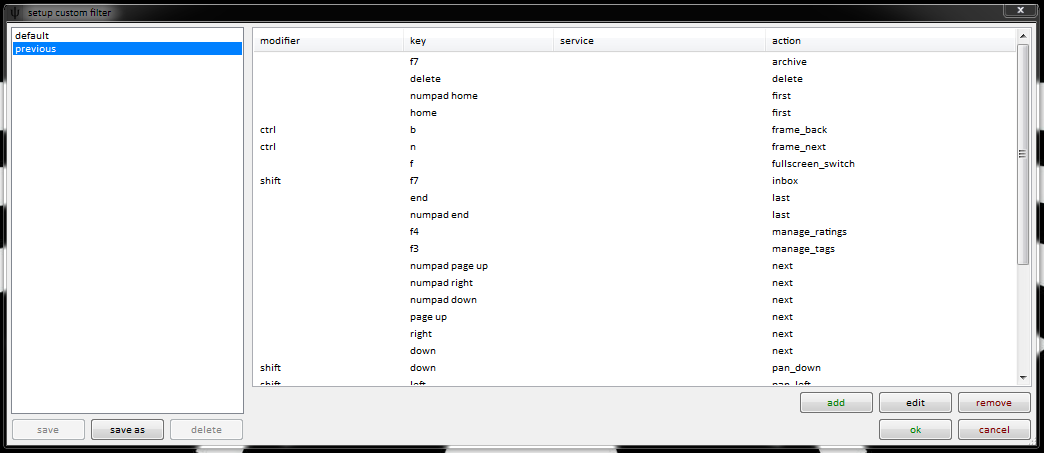 setup custom filter
default
previous
modifier key service action
f7 archive
delete delete
numpad home first
home first
ctrl b frame_back
ctrl n frame_next
f fullscreen_switch
shift f7 inbox
end last
numpad end last
f4 manage_ratings
f3 manage_tags
numpad page up next
numpad right next
numpad down next
page up next
right next
down next
shift down pan_down
shift left pan_left
add edit remove
save save as delete ok cancel